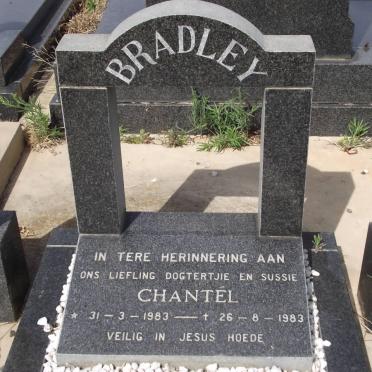 BRADLEY
IN TERE HERINNERING AAN
ONS LIEFLING DOGTERTJIE EN SUSSIE
CHANTÉL
* 31-3-1983 — † 26-8-1983
VEILIG IN JESUS HOEDE